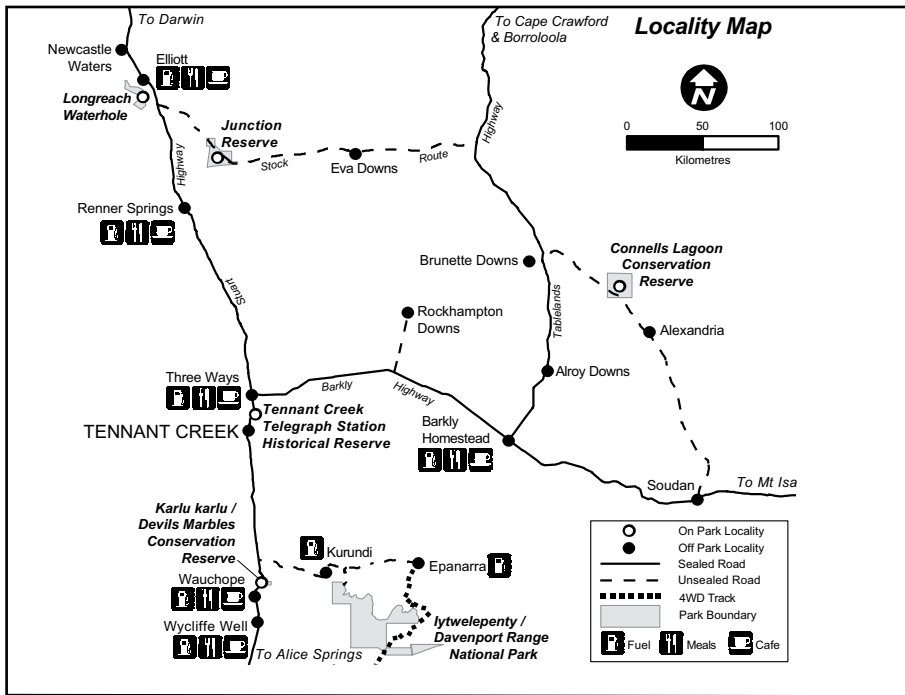 To Darwin
To Cape Crawford
& Borroloola
Locality Map
Newcastle
Waters
Elliott
N
Longreach
Waterhole
Junction
Reserve
0 50 100
Kilometres
Highway
Highway
Stock
Eva Downs
Route
Renner Springs
Connells Lagoon
Conservation
Reserve
Brunette Downs
Stuart
Tablelands
Rockhampton
Downs
Alexandria
Three Ways
Barkly
Highway
Alroy Downs
Tennant Creek
Telegraph Station
Historical Reserve
TENNANT CREEK
Barkly
Homestead
Soudan
To Mt Isa
Karlu karlu /
Devils Marbles
Conservation
Reserve
Kurundi
Epanarra
Wauchope
Wycliffe Well
Iytwelepenty /
Davenport Range
National Park
To Alice Springs
On Park Locality
Off Park Locality
Sealed Road
Unsealed Road
4WD Track
Park Boundary
Fuel Meals Cafe